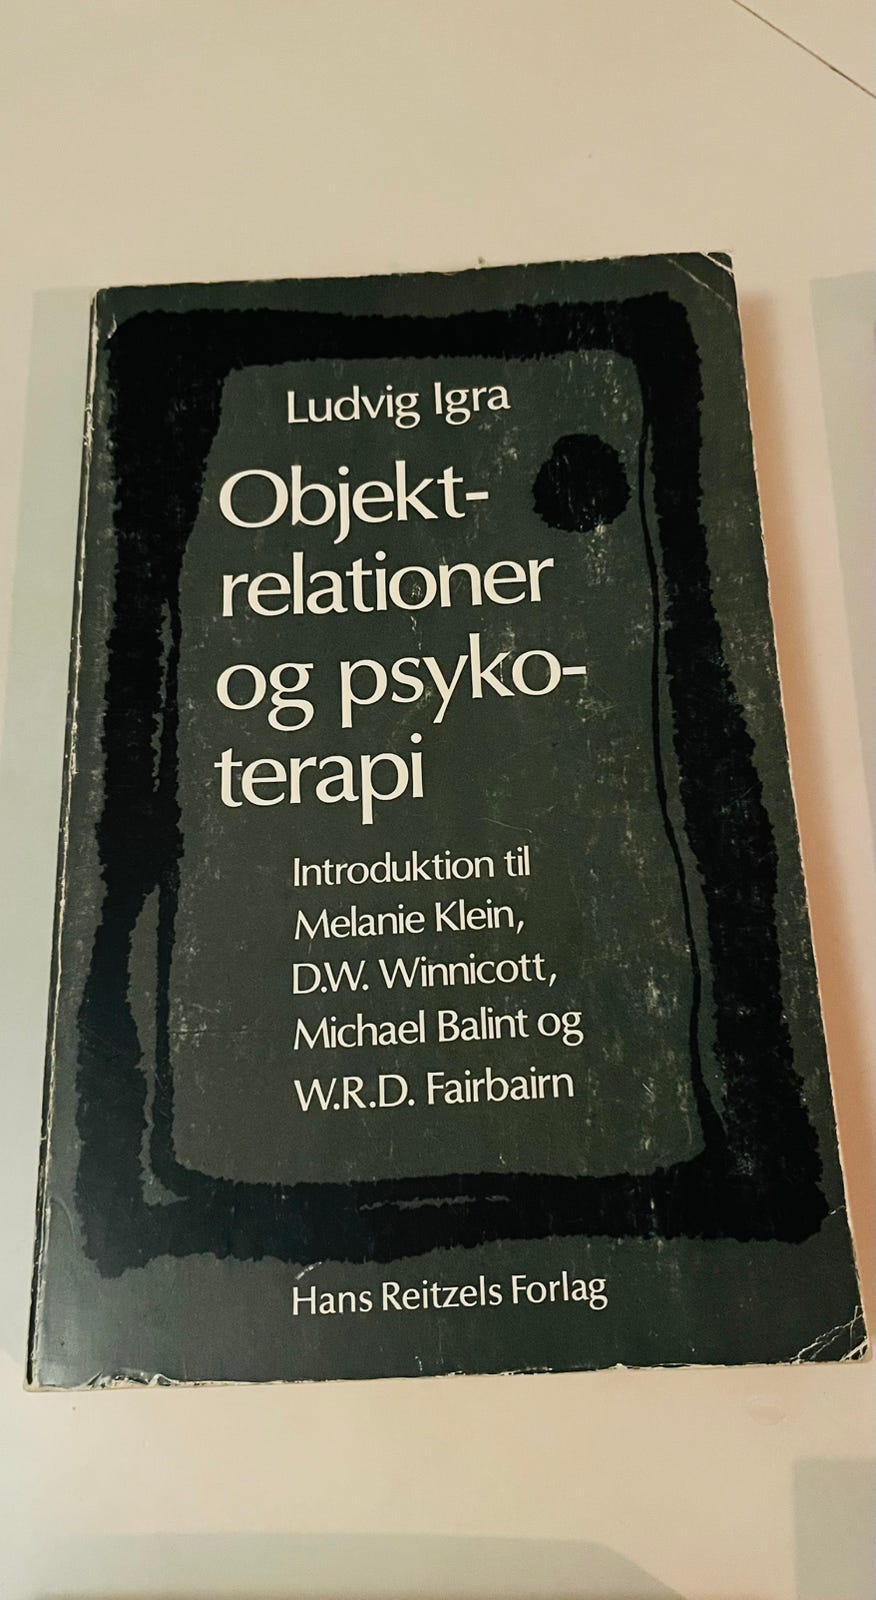 Ludvig Igra
Objekt-
relationer
og psyko-
terapi
Introduktion til
Melanie Klein,
D.W. Winnicott,
Michael Balint og
W.R.D. Fairbairn
Hans Reitzels Forlag